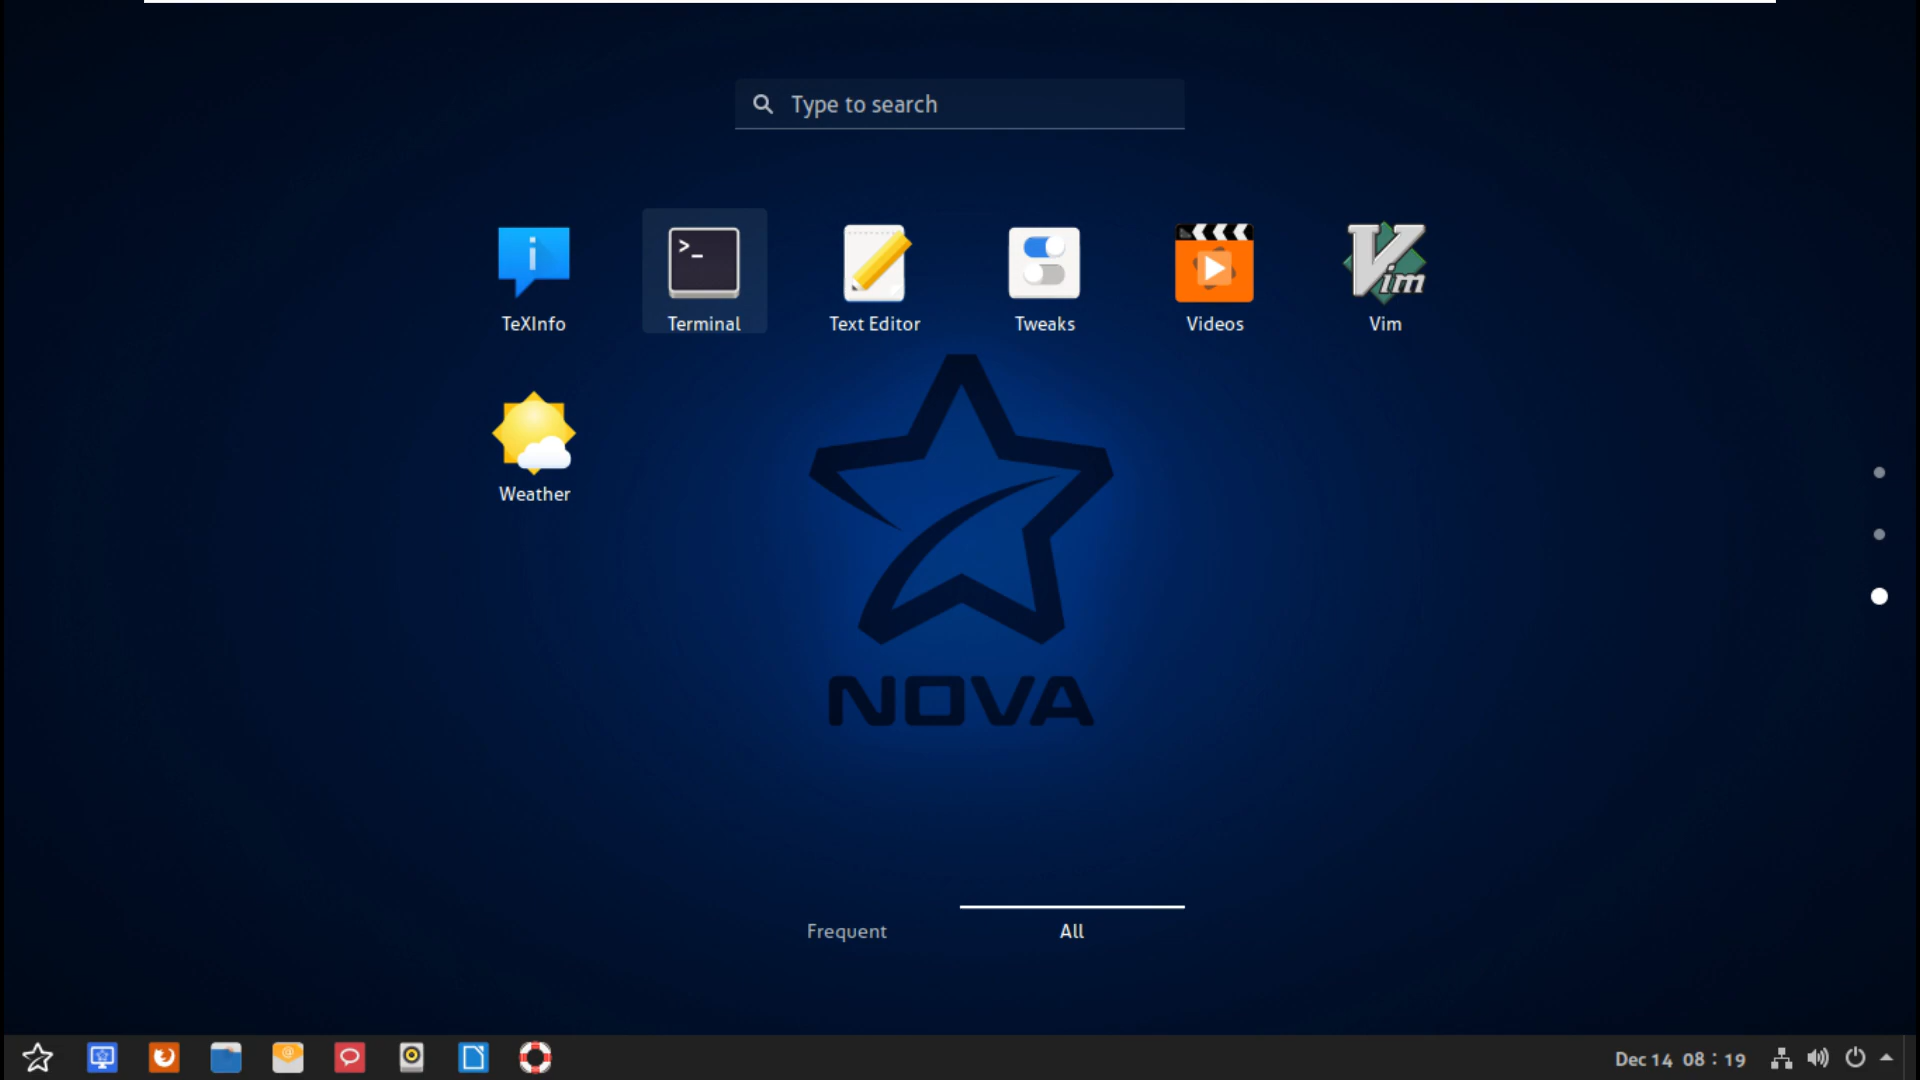 Type to search
TeXInfo
Terminal
Text Editor
Tweaks
Videos
Vim
Weather
NOVA
Frequent
All
Dec 14 08:19